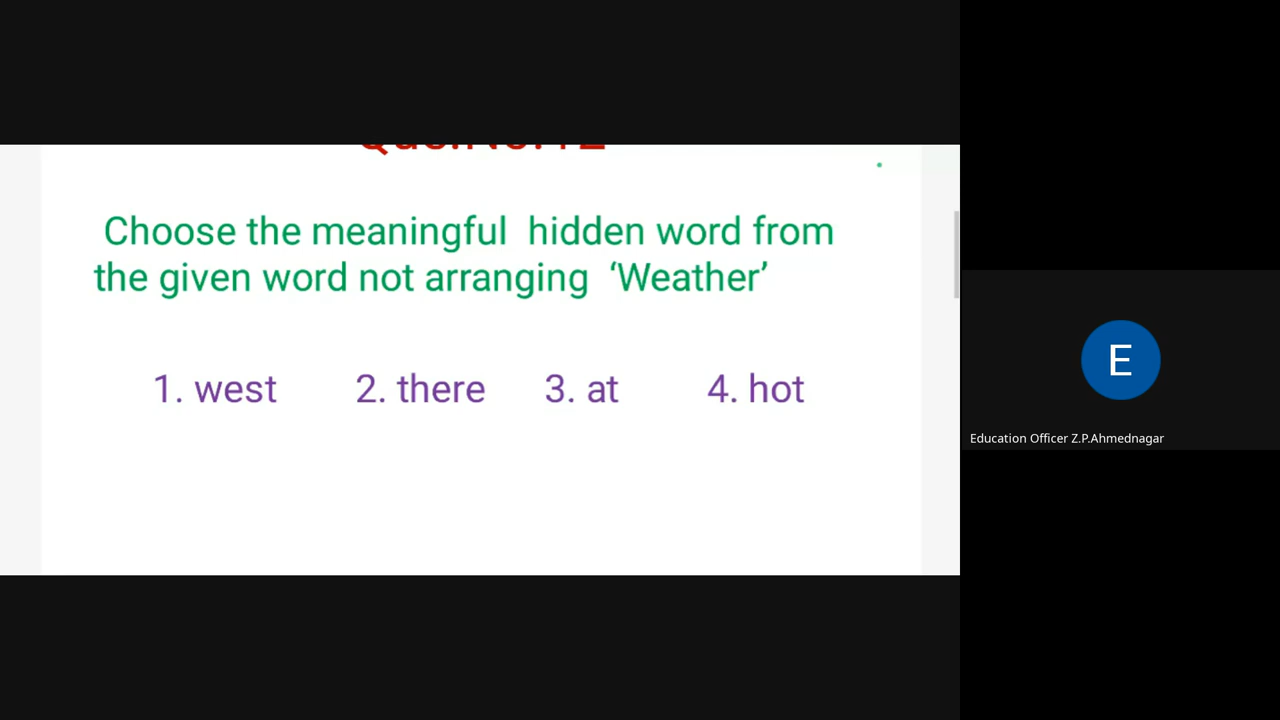 Choose the meaningful hidden word from
the given word not arranging ‘Weather’
1. west 2. there 3. at 4. hot
E
Education Officer Z.P.Ahmednagar